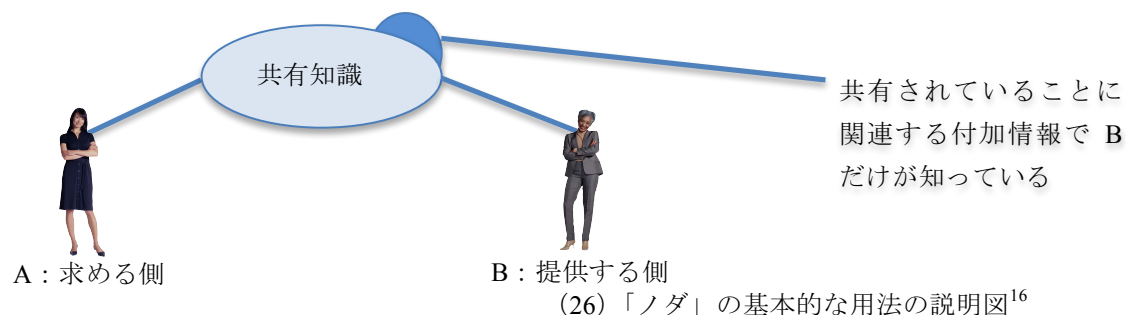 共有知識
共有されていることに
関連する付加情報で B
だけが知っている
A：求める側
B：提供する側
(26)「ノダ」の基本的な用法の説明図16